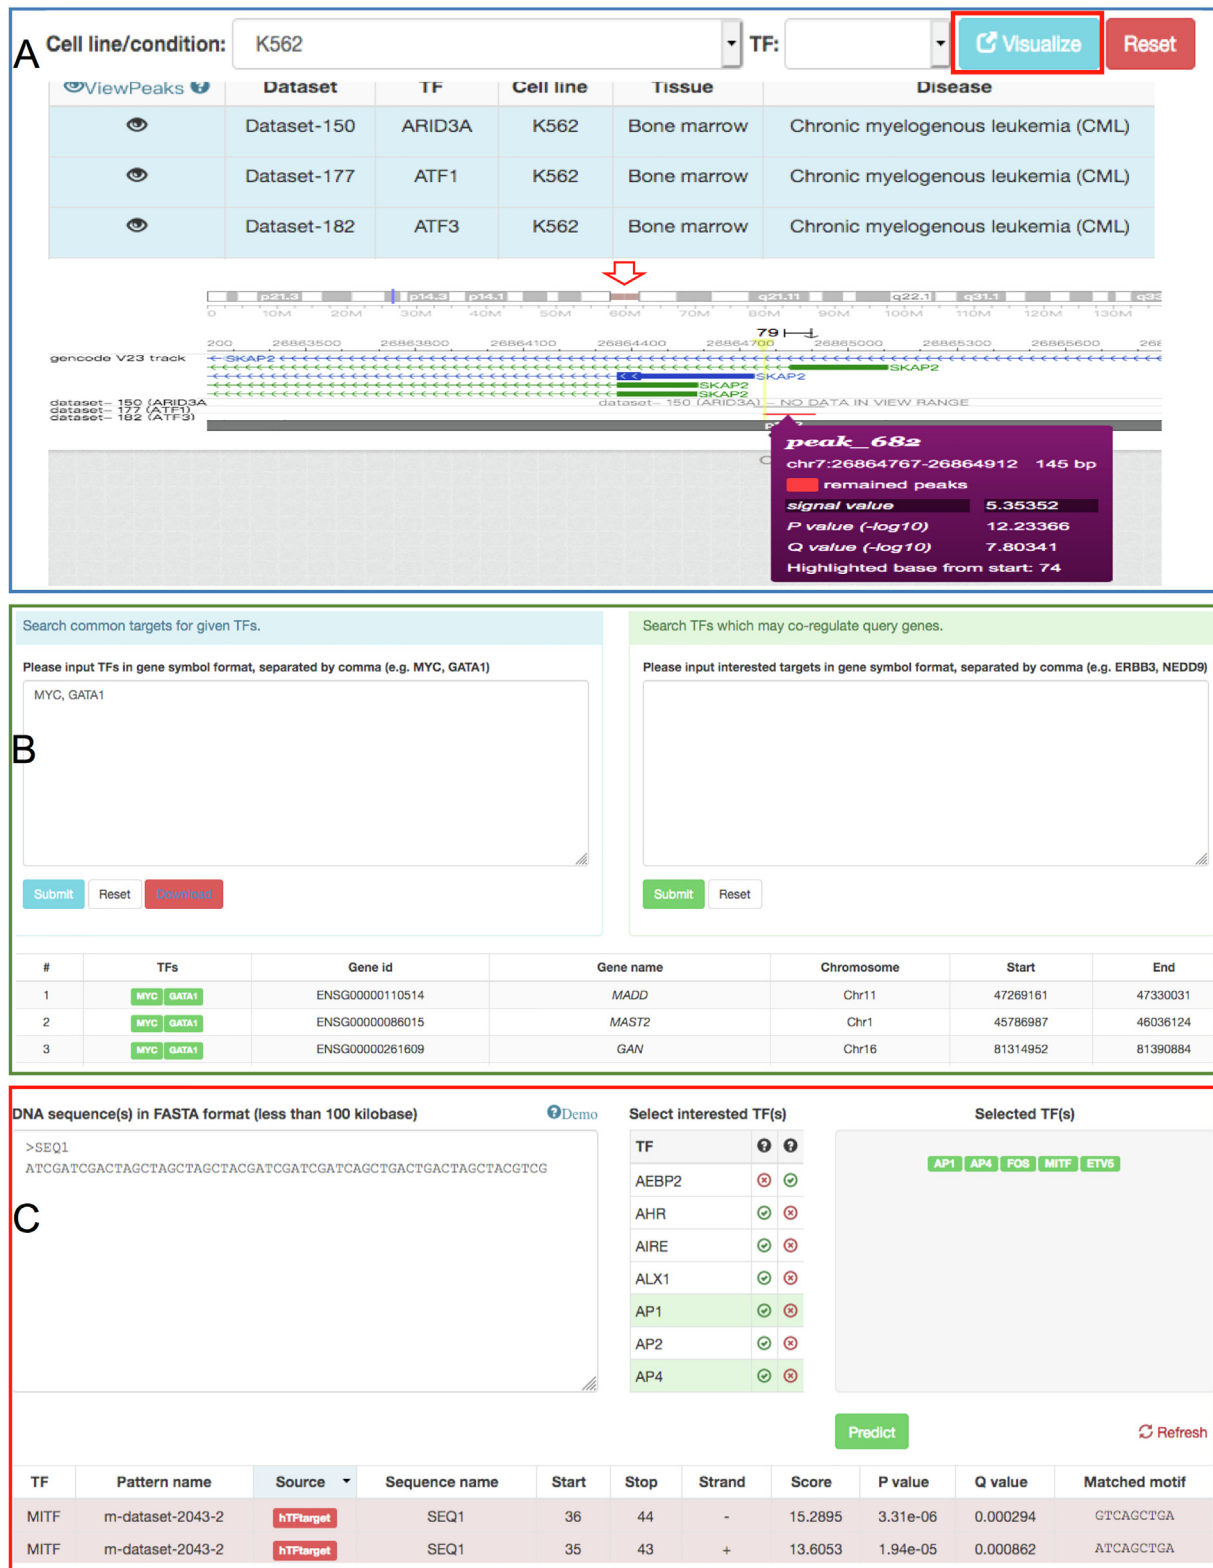 A
Cell line/condition: K562 TF: Visualize Reset
ViewPeaks Dataset TF Cell line Tissue Disease
Dataset-150 ARID3A K562 Bone marrow Chronic myelogenous leukemia (CML)
Dataset-177 ATF1 K562 Bone marrow Chronic myelogenous leukemia (CML)
Dataset-182 ATF3 K562 Bone marrow Chronic myelogenous leukemia (CML)
p21.3 p14.3 p14.1 q21.11 q22.1 q31.1 q33
0 10M 20M 30M 40M 50M 60M 70M 80M 90M 100M 110M 120M 130M
79
200 26863500 26863800 26864100 26864400 26864700 26865000 26865300 26865600 268
gencode V23 track SKAP2
SKAP2
SKAP2
SKAP2
SKAP2
dataset- 150 (ARID3A dataset- 150 (ARID3A) -- NO DATA IN VIEW RANGE
dataset- 177 (ATF1)
dataset- 182 (ATF3)
peak_682
chr7:26864767-26864912 145 bp
remained peaks
signal value 5.35352
P value (-log10) 12.23366
Q value (-log10) 7.80341
Highlighted base from start: 74
B
Search common targets for given TFs.
Please input TFs in gene symbol format, separated by comma (e.g. MYC, GATA1)
MYC, GATA1
Submit Reset Download
Search TFs which may co-regulate query genes.
Please input interested targets in gene symbol format, separated by comma (e.g. ERBB3, NEDD9)
Submit Reset
# TFs Gene id Gene name Chromosome Start End
1 MYC GATA1 ENSG00000110514 MADD Chr11 47269161 47330031
2 MYC GATA1 ENSG00000086015 MAST2 Chr1 45786987 46036124
3 MYC GATA1 ENSG00000261609 GAN Chr16 81314952 81390884
C
DNA sequence(s) in FASTA format (less than 100 kilobase) Demo
>SEQ1
ATCGATCGACTAGCTAGCTAGCTACGATCGATCGATCAGCTGACTGACTAGCTACGTCG
Select interested TF(s)
TF
AEBP2
AHR
AIRE
ALX1
AP1
AP2
AP4
Selected TF(s)
AP1 AP4 FOS MITF ETV5
Predict Refresh
TF Pattern name Source Sequence name Start Stop Strand Score P value Q value Matched motif
MITF m-dataset-2043-2 hTFtarget SEQ1 36 44 - 15.2895 3.31e-06 0.000294 GTCAGCTGA
MITF m-dataset-2043-2 hTFtarget SEQ1 35 43 + 13.6053 1.94e-05 0.000862 ATCAGCTGA